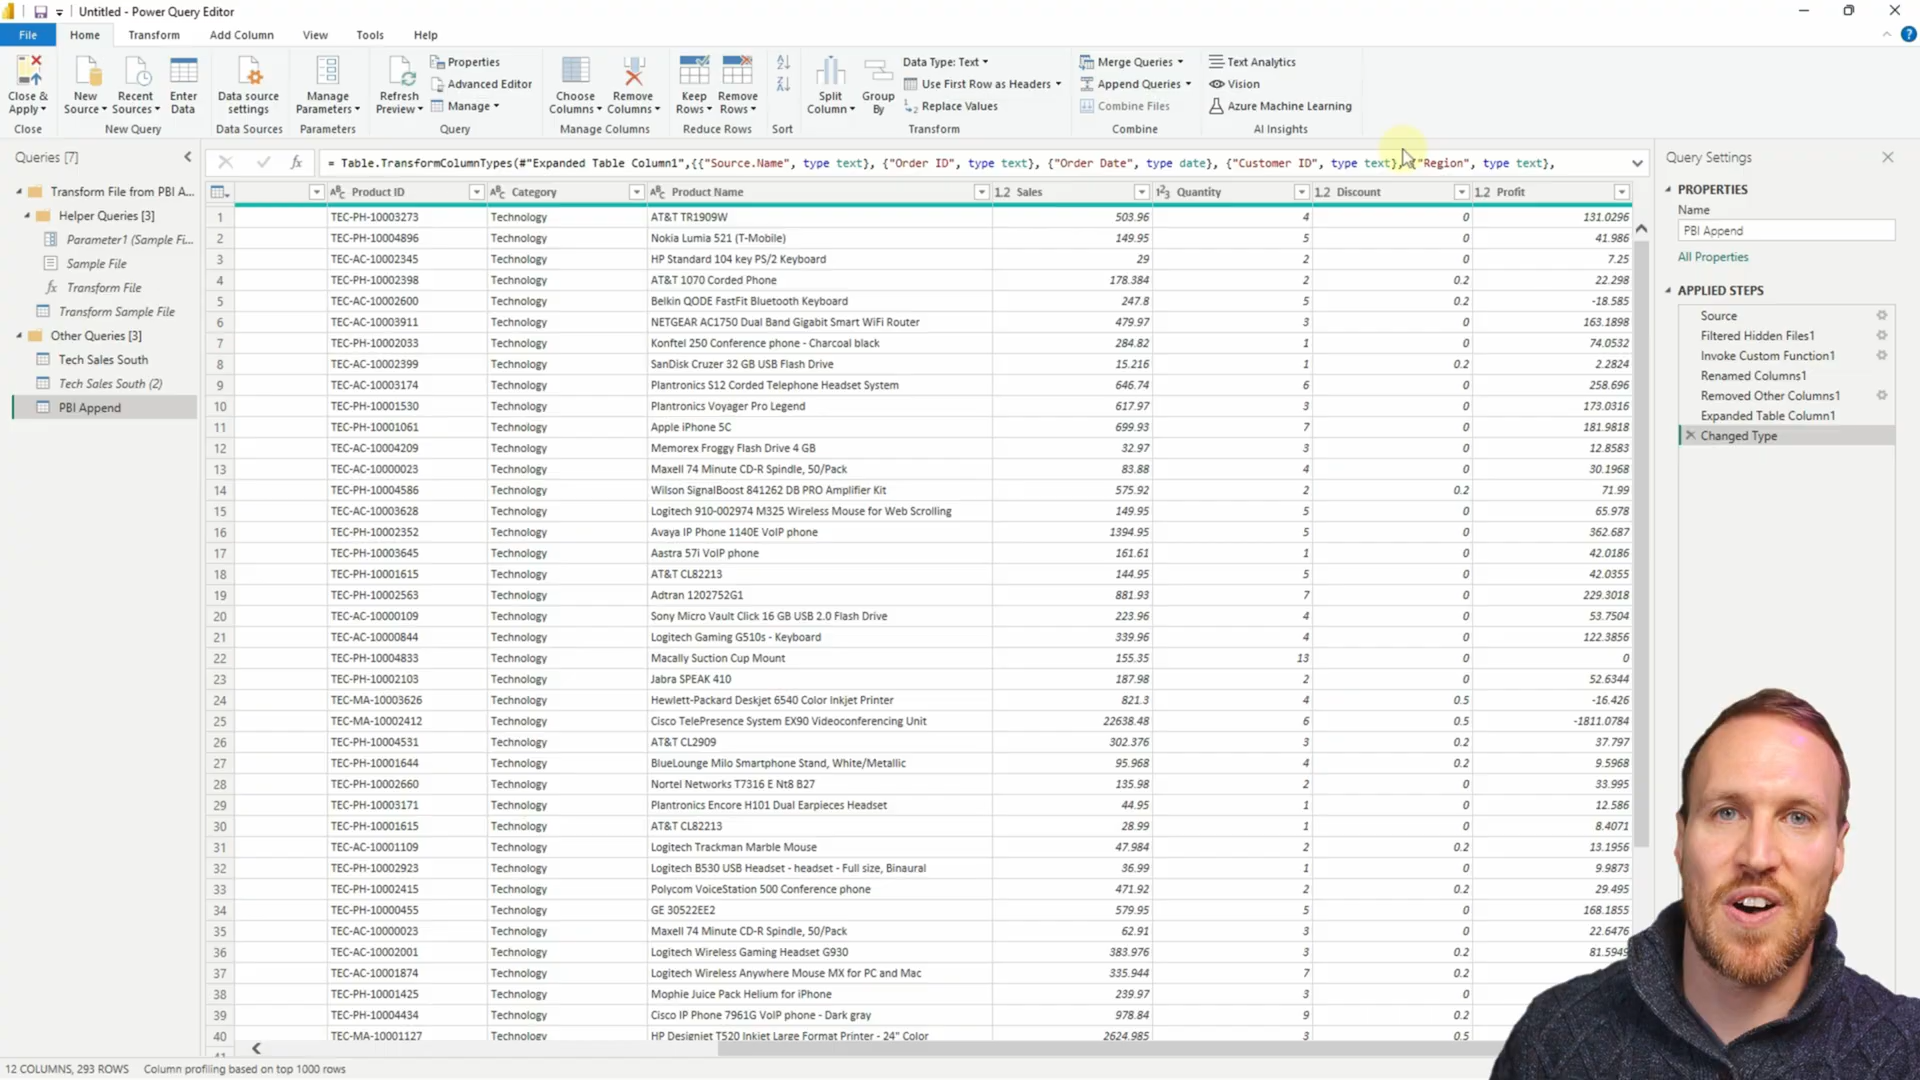 Untitled - Power Query Editor
File Home Transform Add Column View Tools Help
Close & Apply
New Source
Recent Sources
Enter Data
Data source settings
Manage Parameters
Refresh Preview
Properties
Advanced Editor
Manage
Choose Columns
Remove Columns
Keep Rows
Remove Rows
Split Column
Group By
Data Type: Text
Use First Row as Headers
Replace Values
Merge Queries
Append Queries
Combine Files
Text Analytics
Vision
Azure Machine Learning
Close New Query Data Sources Parameters Query Manage Columns Reduce Rows Sort Transform Combine AI Insights
Queries [7]
Transform File from PBI A...
Helper Queries [3]
Parameter1 (Sample Fi...
Sample File
Transform File
Transform Sample File
Other Queries [3]
Tech Sales South
Tech Sales South (2)
PBI Append
= Table.TransformColumnTypes(#"Expanded Table Column1",{{"Source.Name", type text}, {"Order ID", type text}, {"Order Date", type date}, {"Customer ID", type text}, {"Region", type text},
Product ID Category Product Name 1.2 Sales Quantity 1.2 Discount 1.2 Profit
1 TEC-PH-10003273 Technology AT&T TR1909W 503.96 4 0 131.0296
2 TEC-PH-10004896 Technology Nokia Lumia 521 (T-Mobile) 149.95 5 0 41.986
3 TEC-AC-10002345 Technology HP Standard 104 key PS/2 Keyboard 29 2 0 7.25
4 TEC-PH-10002398 Technology AT&T 1070 Corded Phone 178.384 2 0.2 22.298
5 TEC-AC-10002600 Technology Belkin QODE FastFit Bluetooth Keyboard 247.8 5 0.2 -18.585
6 TEC-AC-10003911 Technology NETGEAR AC1750 Dual Band Gigabit Smart WiFi Router 479.97 3 0 163.1898
7 TEC-PH-10002033 Technology Konftel 250 Conference phone - Charcoal black 284.82 1 0 74.0532
8 TEC-AC-10002399 Technology SanDisk Cruzer 32 GB USB Flash Drive 15.216 1 0.2 2.2824
9 TEC-AC-10003174 Technology Plantronics S12 Corded Telephone Headset System 646.74 6 0 258.696
10 TEC-PH-10001530 Technology Plantronics Voyager Pro Legend 617.97 3 0 173.0316
11 TEC-PH-10001061 Technology Apple iPhone 5C 699.93 7 0 181.9818
12 TEC-AC-10004209 Technology Memorex Froggy Flash Drive 4 GB 32.97 3 0 12.8583
13 TEC-AC-10000023 Technology Maxell 74 Minute CD-R Spindle, 50/Pack 83.88 4 0 30.1968
14 TEC-PH-10004586 Technology Wilson SignalBoost 841262 DB PRO Amplifier Kit 575.92 2 0.2 71.99
15 TEC-AC-10003628 Technology Logitech 910-002974 M325 Wireless Mouse for Web Scrolling 149.95 5 0 65.978
16 TEC-PH-10002352 Technology Avaya IP Phone 1140E VoIP phone 1394.95 5 0 362.687
17 TEC-PH-10003645 Technology Aastra 57i VoIP phone 161.61 1 0 42.0186
18 TEC-PH-10001615 Technology AT&T CL82213 144.95 5 0 42.0355
19 TEC-PH-10002563 Technology Adtran 1202752G1 881.93 7 0 229.3018
20 TEC-AC-10000109 Technology Sony Micro Vault Click 16 GB USB 2.0 Flash Drive 223.96 4 0 53.7504
21 TEC-AC-10000844 Technology Logitech Gaming G510s - Keyboard 339.96 4 0 122.3856
22 TEC-PH-10004833 Technology Macally Suction Cup Mount 155.35 13 0 0
23 TEC-PH-10002103 Technology Jabra SPEAK 410 187.98 2 0 52.6344
24 TEC-MA-10003626 Technology Hewlett-Packard Deskjet 6540 Color Inkjet Printer 821.3 4 0.5 -16.426
25 TEC-MA-10002412 Technology Cisco TelePresence System EX90 Videoconferencing Unit 22638.48 6 0.5 -1811.0784
26 TEC-PH-10004531 Technology AT&T CL2909 302.376 3 0.2 37.797
27 TEC-PH-10001644 Technology BlueLounge Milo Smartphone Stand, White/Metallic 95.968 4 0.2 9.5968
28 TEC-PH-10002660 Technology Nortel Networks T7316 E Nt8 B27 135.98 2 0 33.995
29 TEC-PH-10003171 Technology Plantronics Encore H101 Dual Earpieces Headset 44.95 1 0 12.586
30 TEC-PH-10001615 Technology AT&T CL82213 28.99 1 0 8.4071
31 TEC-AC-10001109 Technology Logitech Trackman Marble Mouse 47.984 2 0.2 13.1956
32 TEC-PH-10002923 Technology Logitech B530 USB Headset - headset - Full size, Binaural 36.99 1 0 9.9873
33 TEC-PH-10002415 Technology Polycom VoiceStation 500 Conference phone 471.92 2 0.2 29.495
34 TEC-PH-10000455 Technology GE 30522EE2 579.95 5 0 168.1855
35 TEC-AC-10000023 Technology Maxell 74 Minute CD-R Spindle, 50/Pack 62.91 3 0 22.6476
36 TEC-AC-10002001 Technology Logitech Wireless Gaming Headset G930 383.976 3 0.2 81.5949
37 TEC-AC-10001874 Technology Logitech Wireless Anywhere Mouse MX for PC and Mac 335.944 7 0.2
38 TEC-PH-10001425 Technology Mophie Juice Pack Helium for iPhone 239.97 3 0
39 TEC-PH-10004434 Technology Cisco IP Phone 7961G VoIP phone - Dark gray 978.84 9 0.2
40 TEC-MA-10001127 Technology HP Designjet T520 Inkjet Large Format Printer - 24" Color 2624.985 3 0.5
Query Settings
PROPERTIES
Name
PBI Append
All Properties
APPLIED STEPS
Source
Filtered Hidden Files1
Invoke Custom Function1
Renamed Columns1
Removed Other Columns1
Expanded Table Column1
Changed Type
12 COLUMNS, 293 ROWS Column profiling based on top 1000 rows